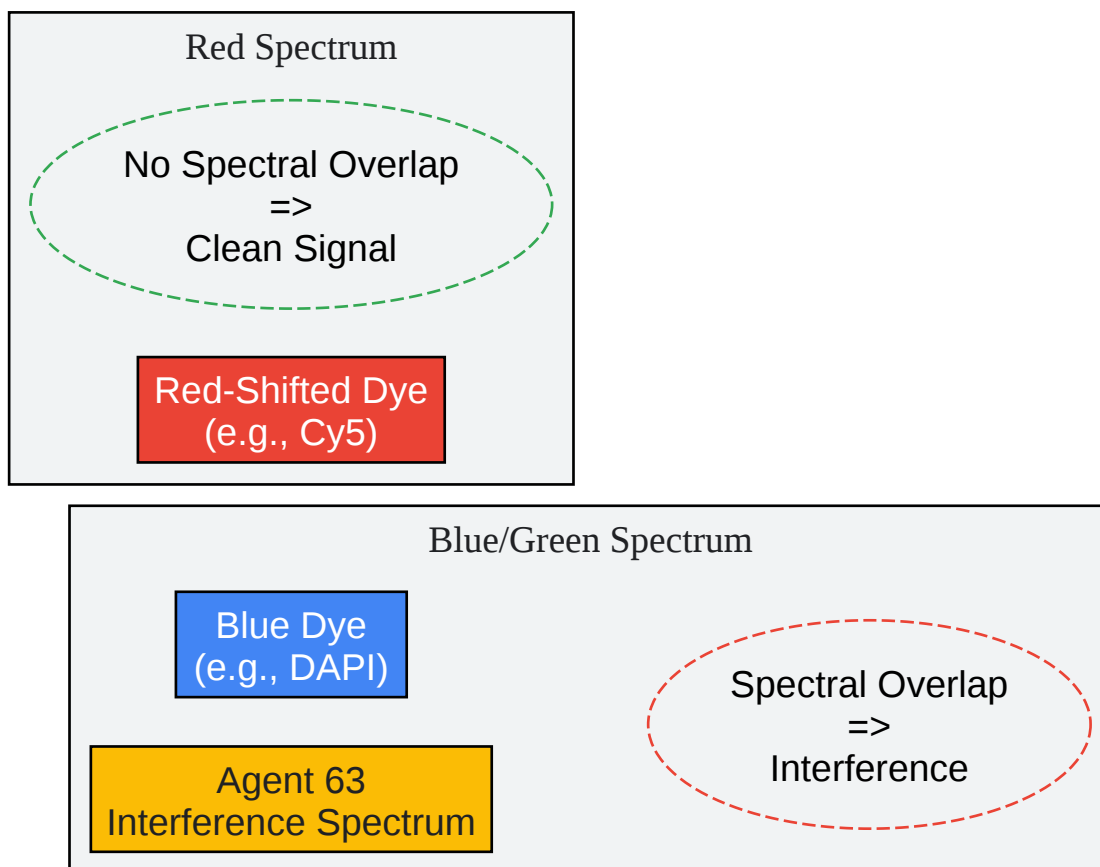 Red Spectrum
No Spectral Overlap
=>
Clean Signal
Red-Shifted Dye
(e.g., Cy5)
Blue/Green Spectrum
Blue Dye
(e.g., DAPI)
Spectral Overlap
=>
Interference
Agent 63
Interference Spectrum